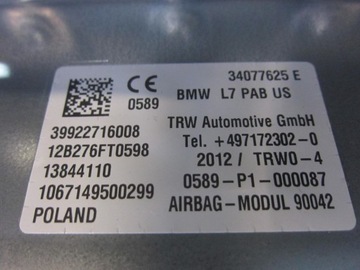 34077625 E
CE BMW L7 PAB US
0589
TRW Automotive GmbH
39922716008 Tel. +497172302-0
12B276FT0598 2012 / TRW0-4
13844110 0589-P1-000087
1067149500299 AIRBAG-MODUL 90042
POLAND